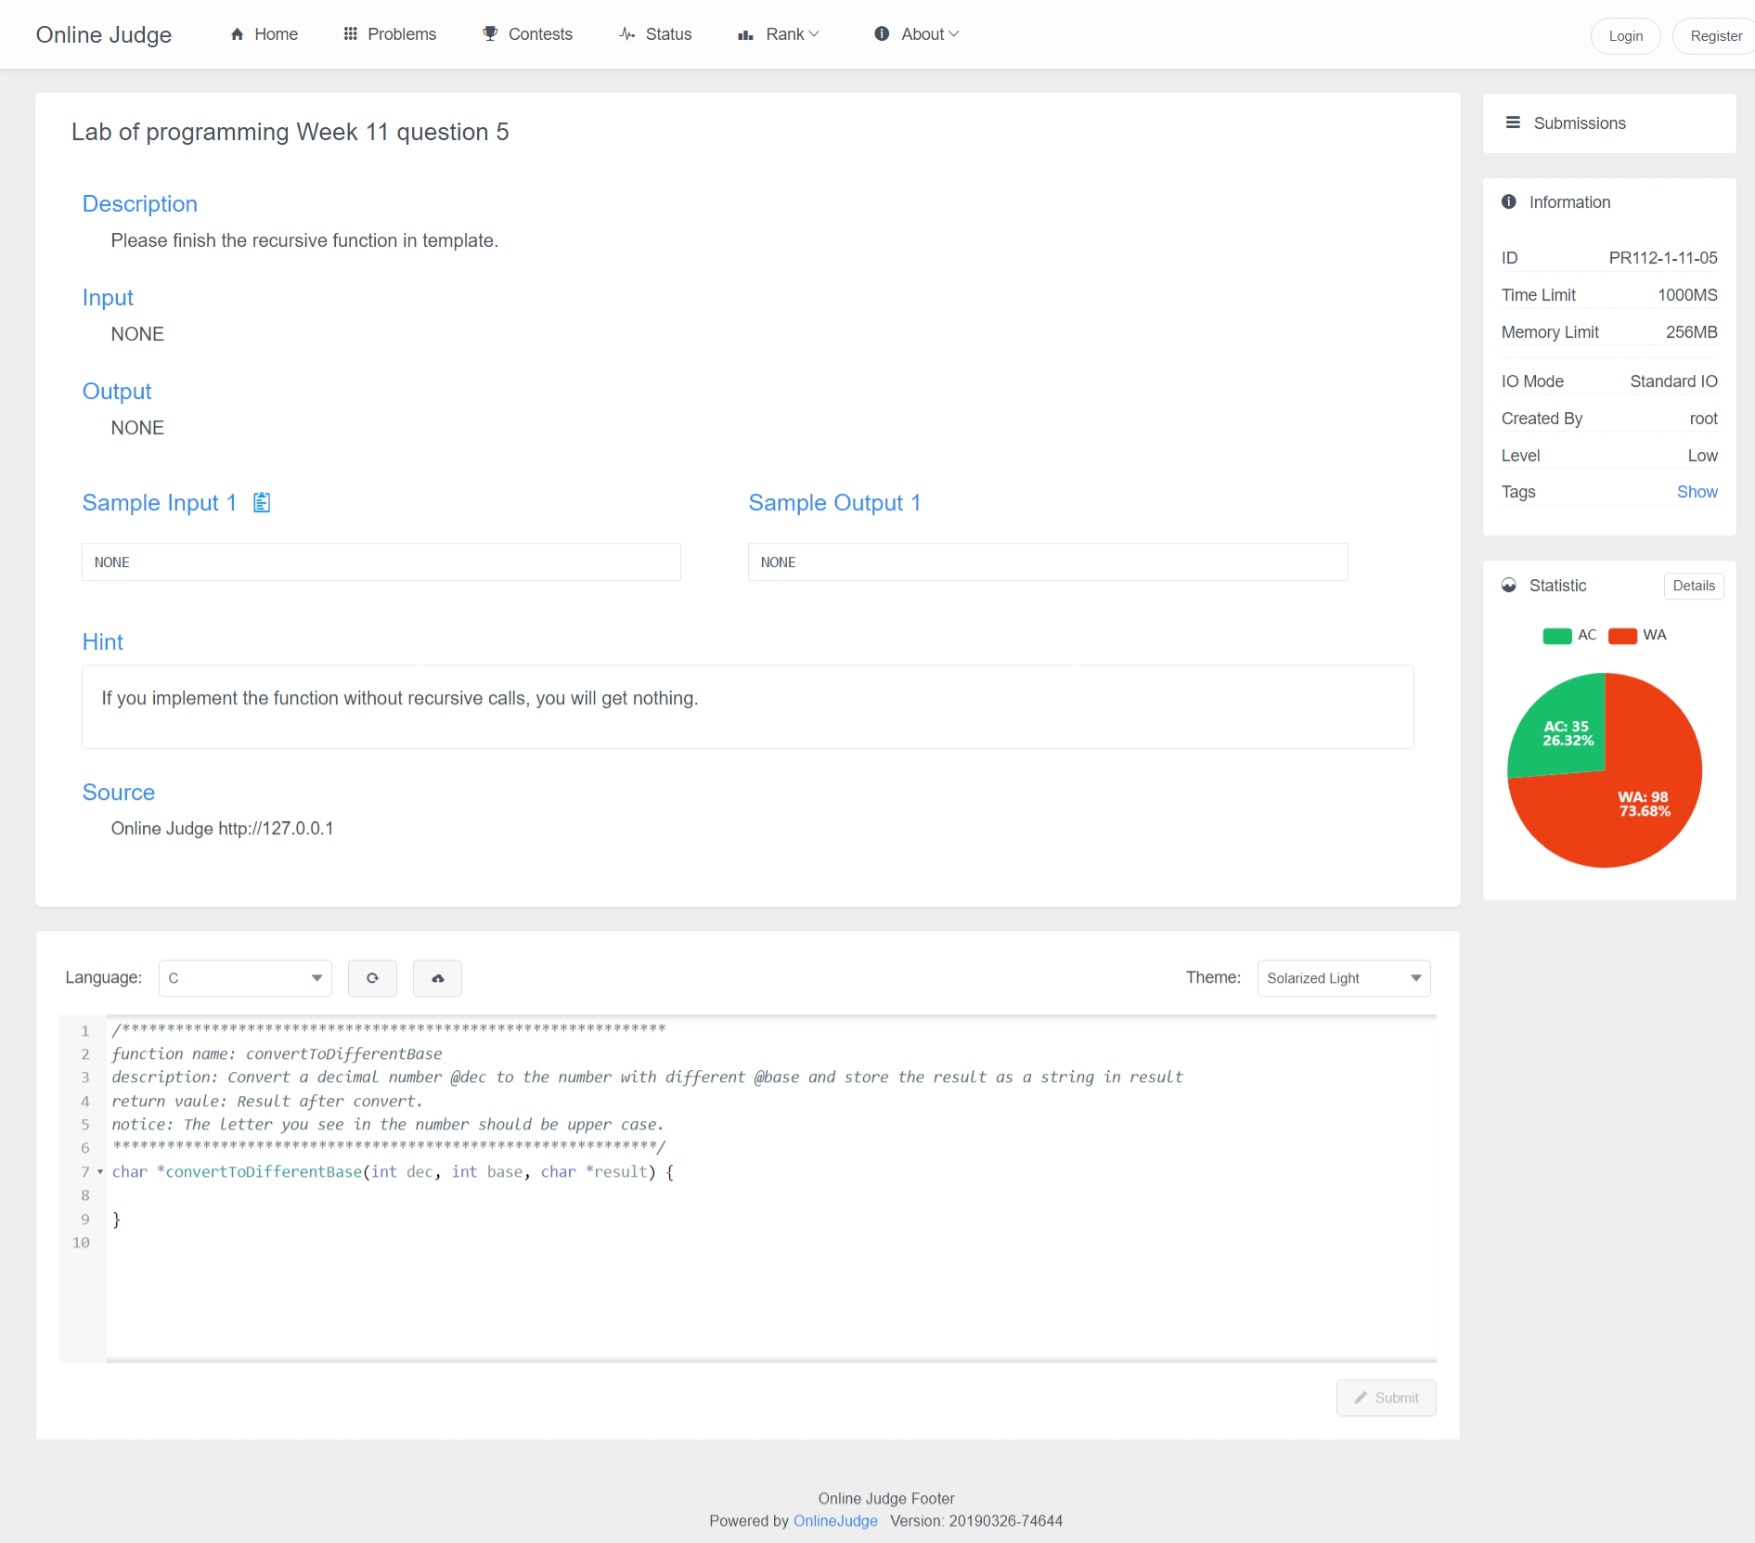 Online Judge
Home
Problems
Contests
Status
Rank
About
Login
Register
Lab of programming Week 11 question 5
Description
Please finish the recursive function in template.
Input
NONE
Output
NONE
Sample Input 1
Sample Output 1
NONE
NONE
Hint
If you implement the function without recursive calls, you will get nothing.
Source
Online Judge http://127.0.0.1
Submissions
Information
ID PR112-1-11-05
Time Limit 1000MS
Memory Limit 256MB
IO Mode Standard IO
Created By root
Level Low
Tags Show
Statistic Details
AC WA
AC: 35
26.32%
WA: 98
73.68%
Language: C
Theme: Solarized Light
1 /*************************************************************
2 function name: convertToDifferentBase
3 description: Convert a decimal number @dec to the number with different @base and store the result as a string in result
4 return vaule: Result after convert.
5 notice: The letter you see in the number should be upper case.
6 *************************************************************/
7 char *convertToDifferentBase(int dec, int base, char *result) {
8
9 }
10
Submit
Online Judge Footer
Powered by OnlineJudge Version: 20190326-74644